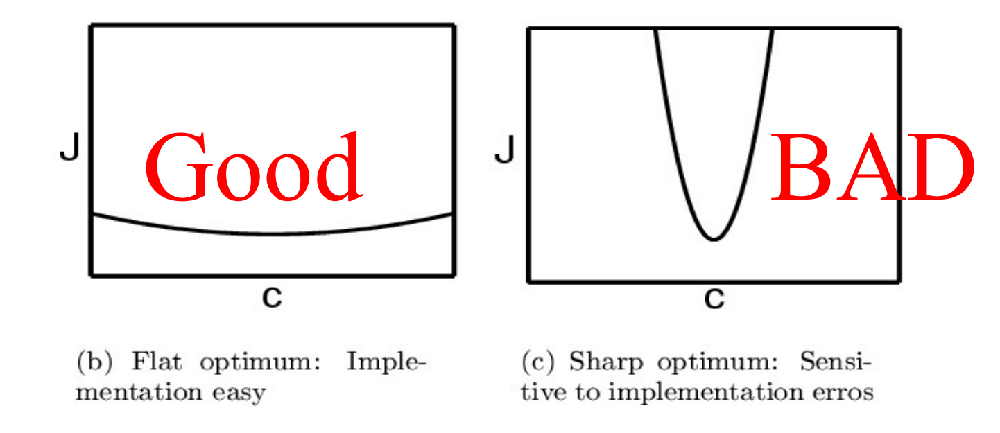 J
Good
c
(b) Flat optimum: Imple-
mentation easy
J
BAD
c
(c) Sharp optimum: Sensi-
tive to implementation erros